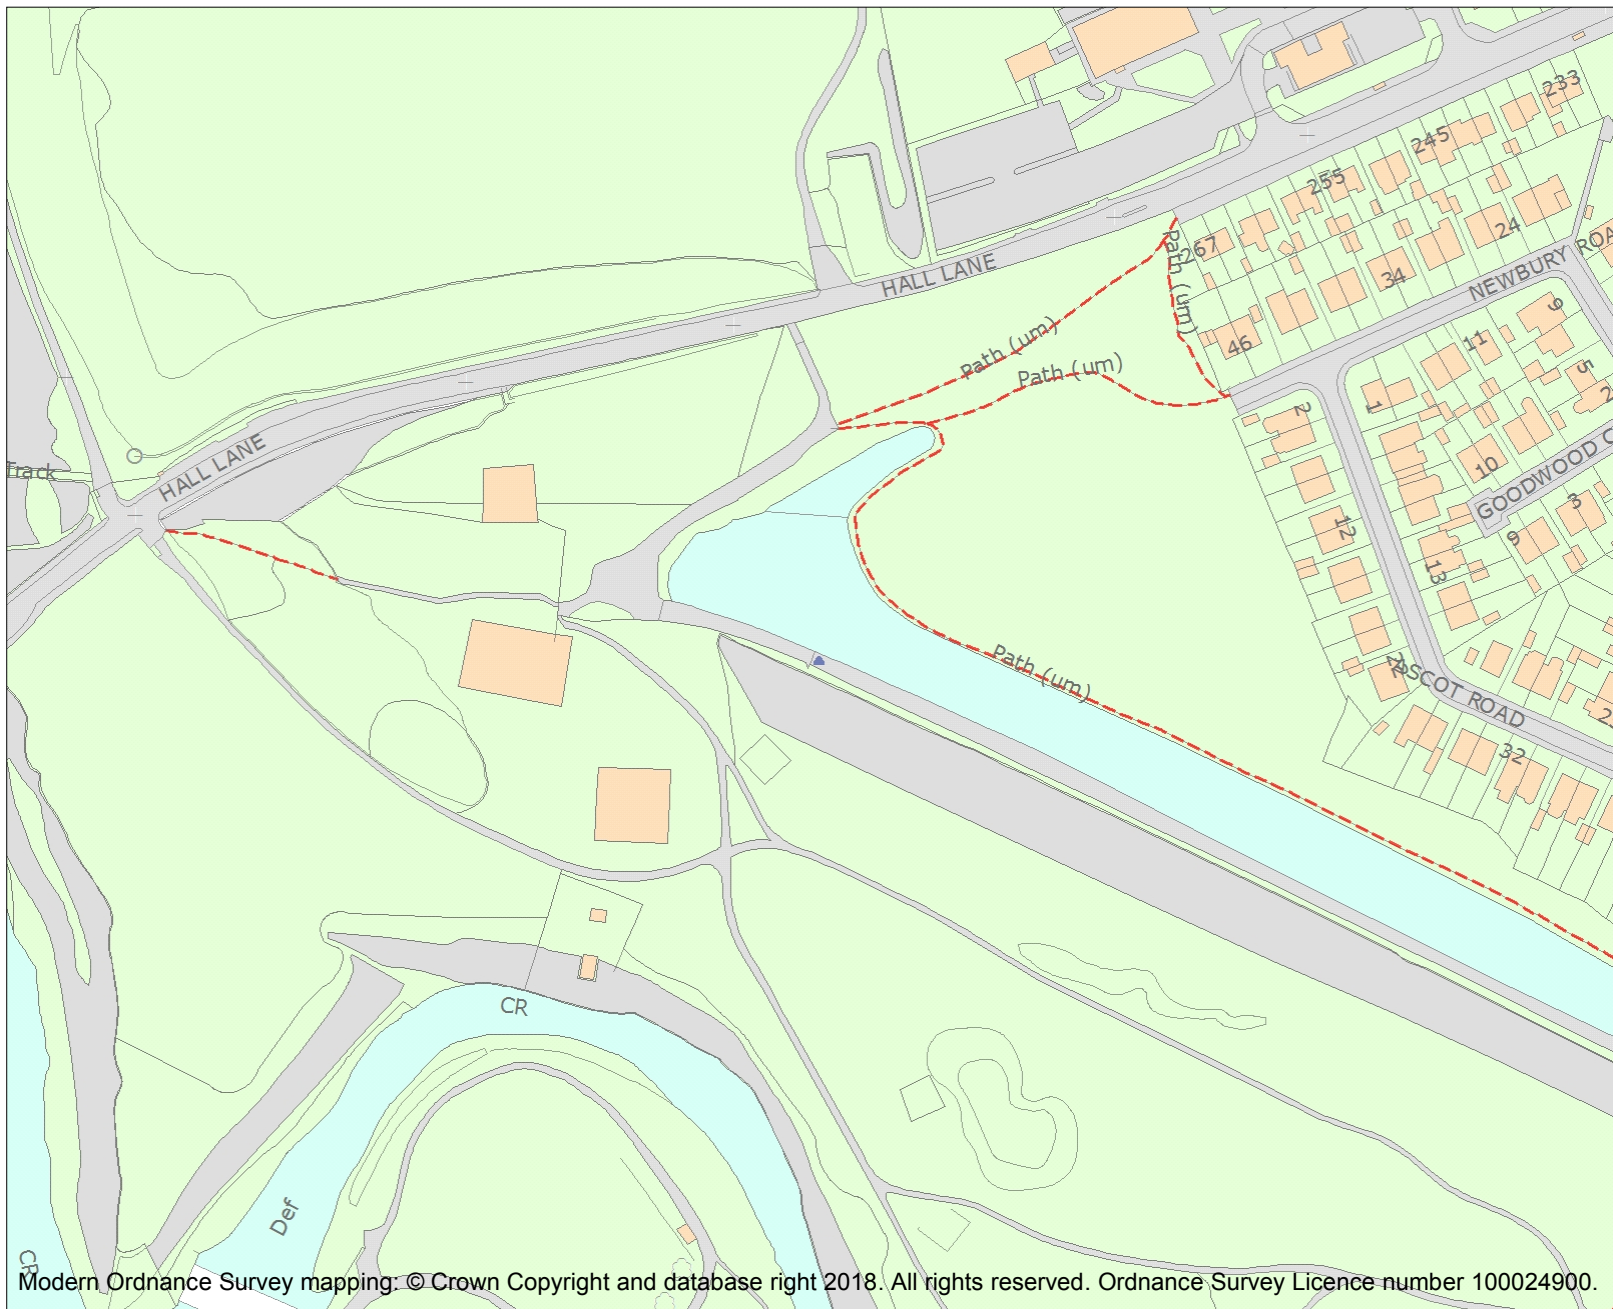 233
245
255
267
24
34
46
NEWBURY ROA
HALL LANE
Path (um)
Path (um)
Path (um)
9
11
5
1
2
10
GOODWOOD C
3
9
12
13
HALL LANE
Track
Path (um)
ASCOT ROAD
32
CR
Def
CR
Modern Ordnance Survey mapping: © Crown Copyright and database right 2018. All rights reserved. Ordnance Survey Licence number 100024900.